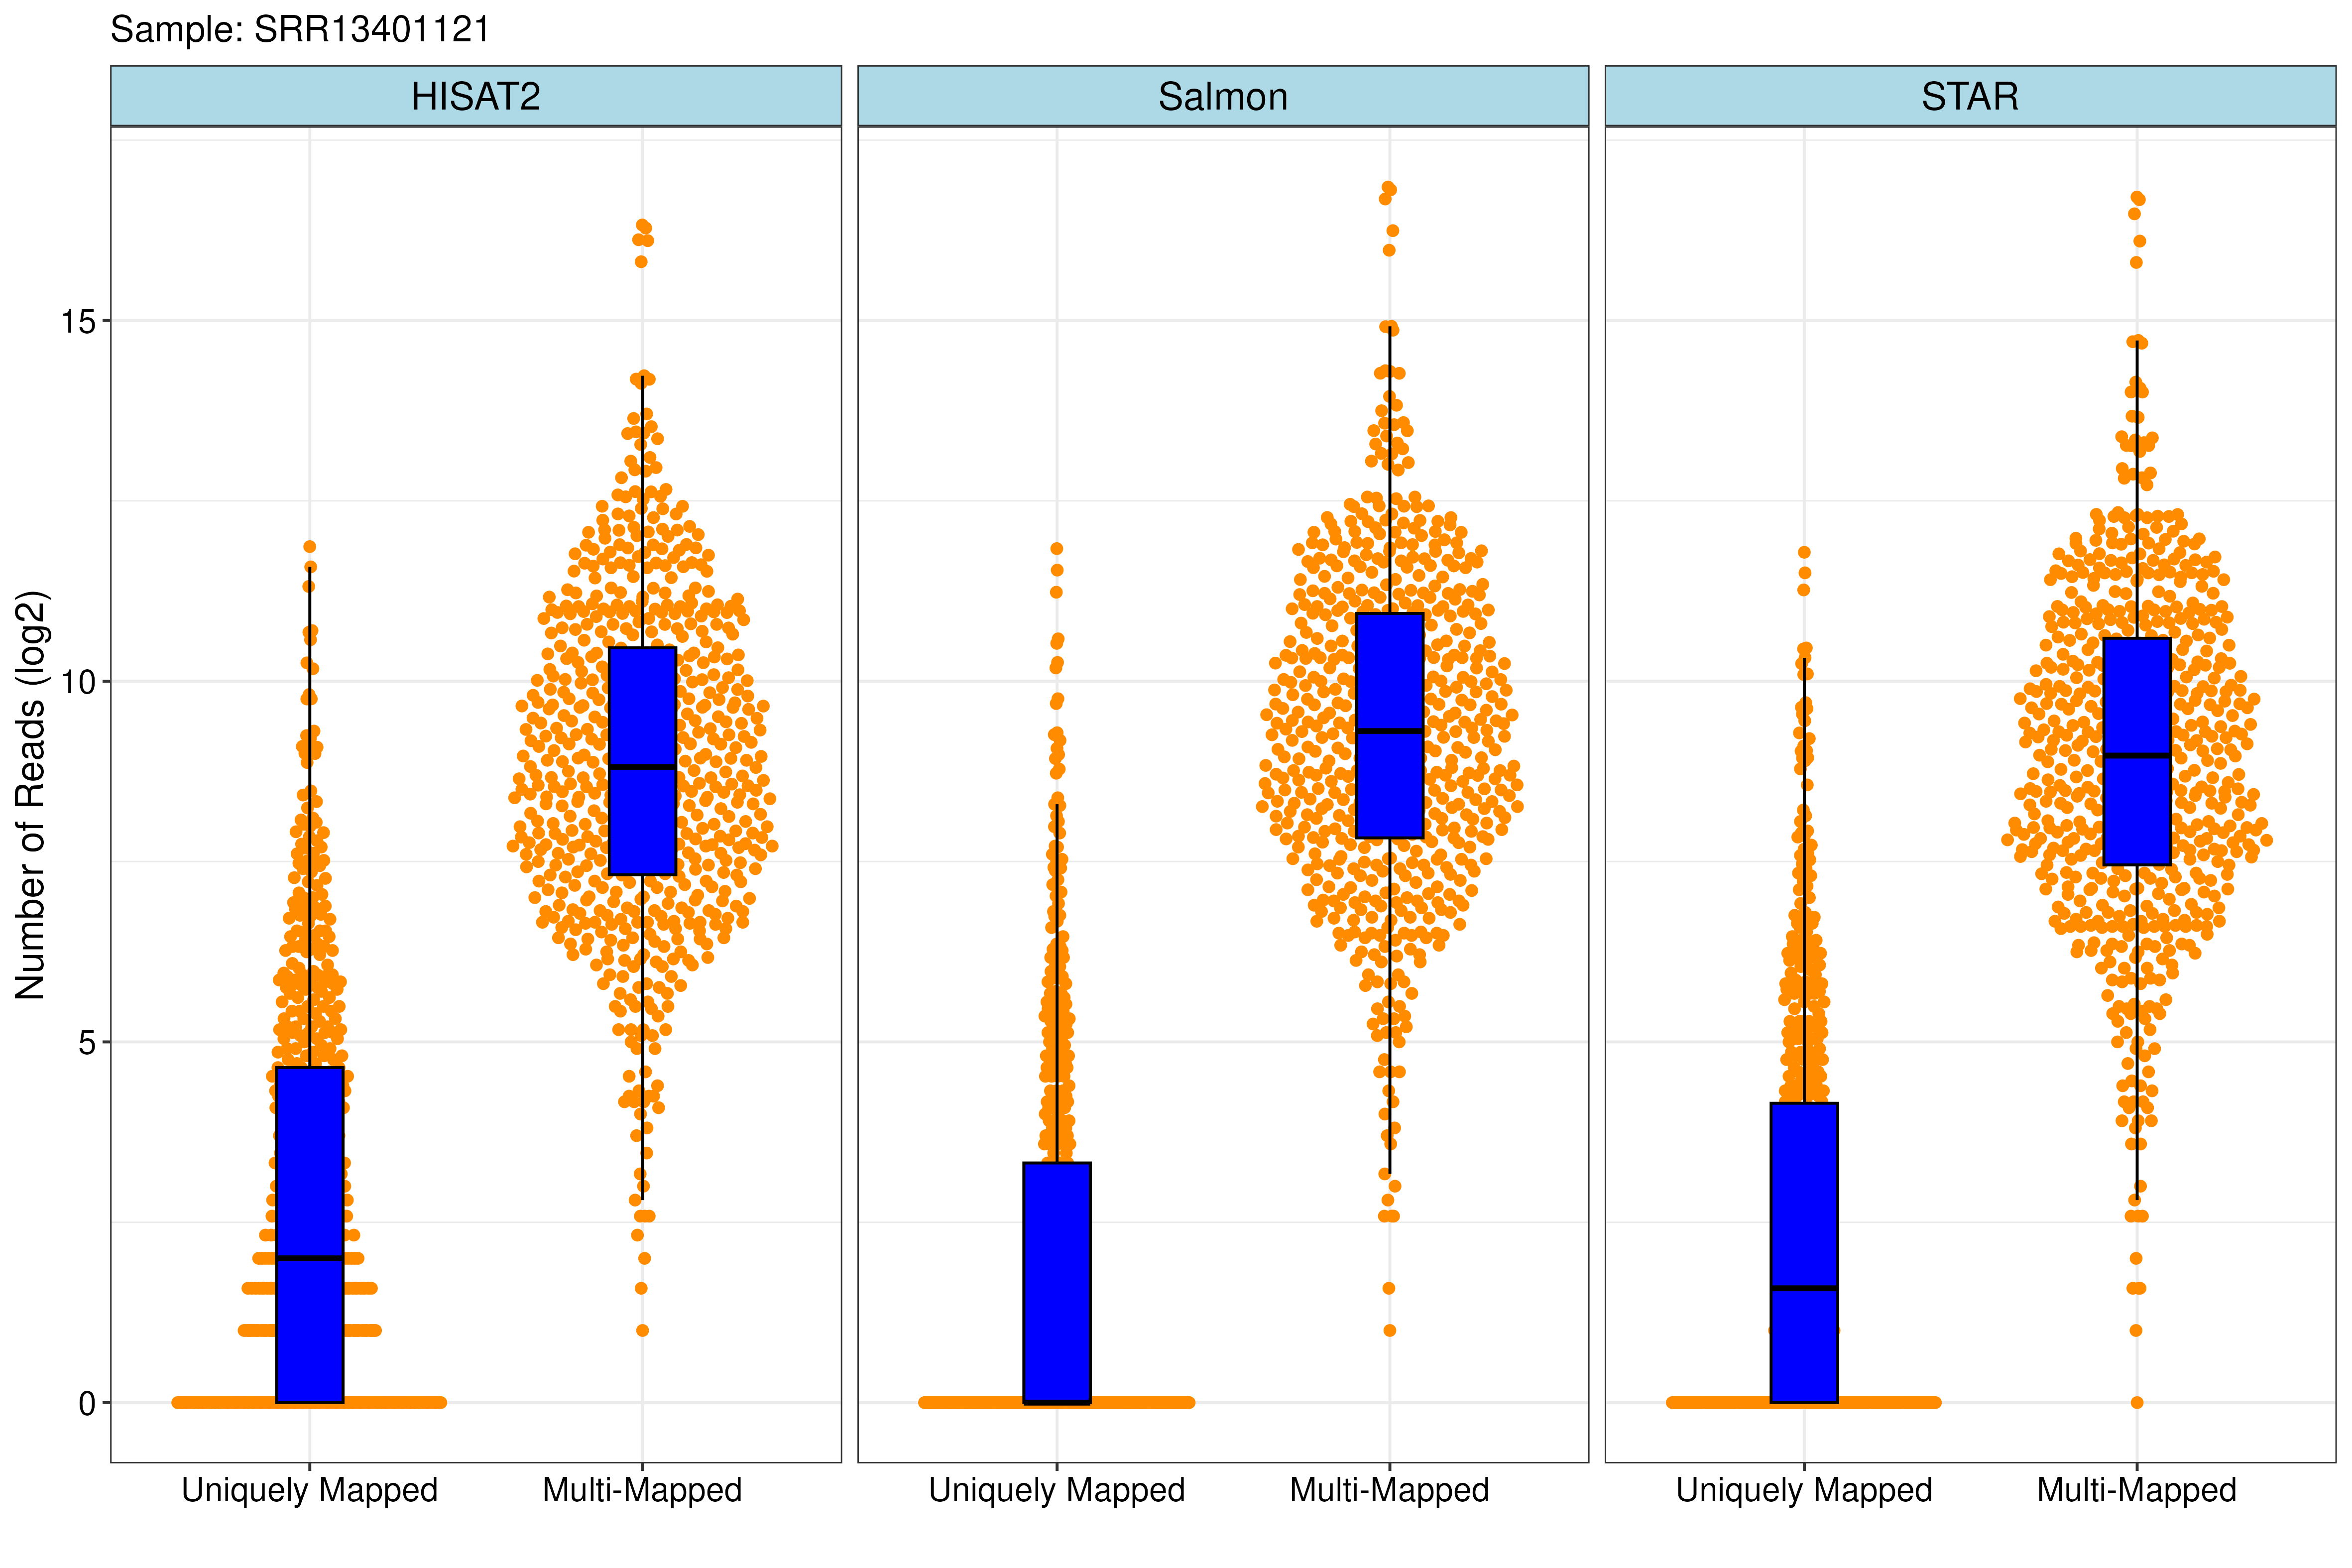 Sample: SRR13401121
HISAT2
Salmon
STAR
Number of Reads (log2)
15
10
5
0
Uniquely Mapped
Multi-Mapped
Uniquely Mapped
Multi-Mapped
Uniquely Mapped
Multi-Mapped